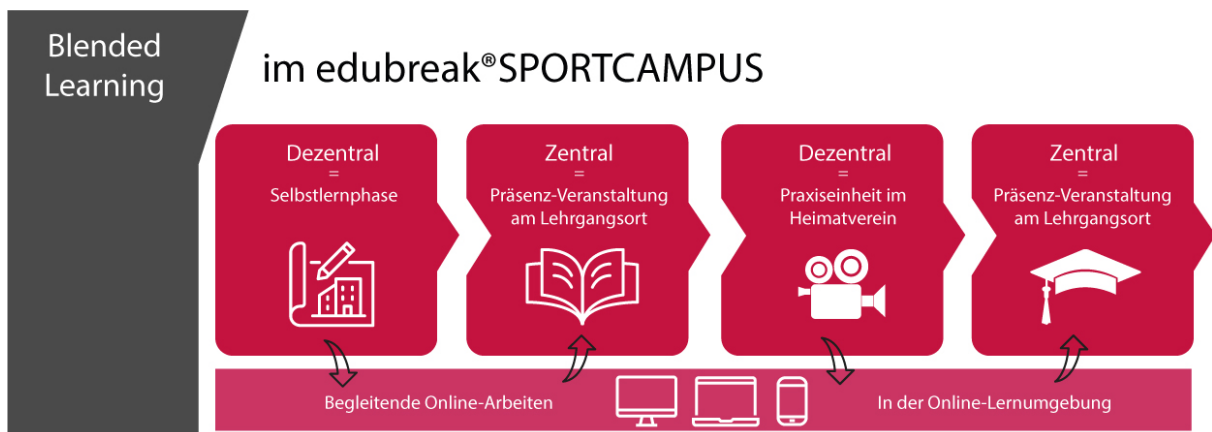 Blended
Learning
im edubreak®SPORTCAMPUS
Dezentral
=
Selbstlernphase
Zentral
=
Präsenz-Veranstaltung
am Lehrgangsort
Dezentral
=
Praxiseinheit im
Heimatverein
Zentral
=
Präsenz-Veranstaltung
am Lehrgangsort
Begleitende Online-Arbeiten
In der Online-Lernumgebung